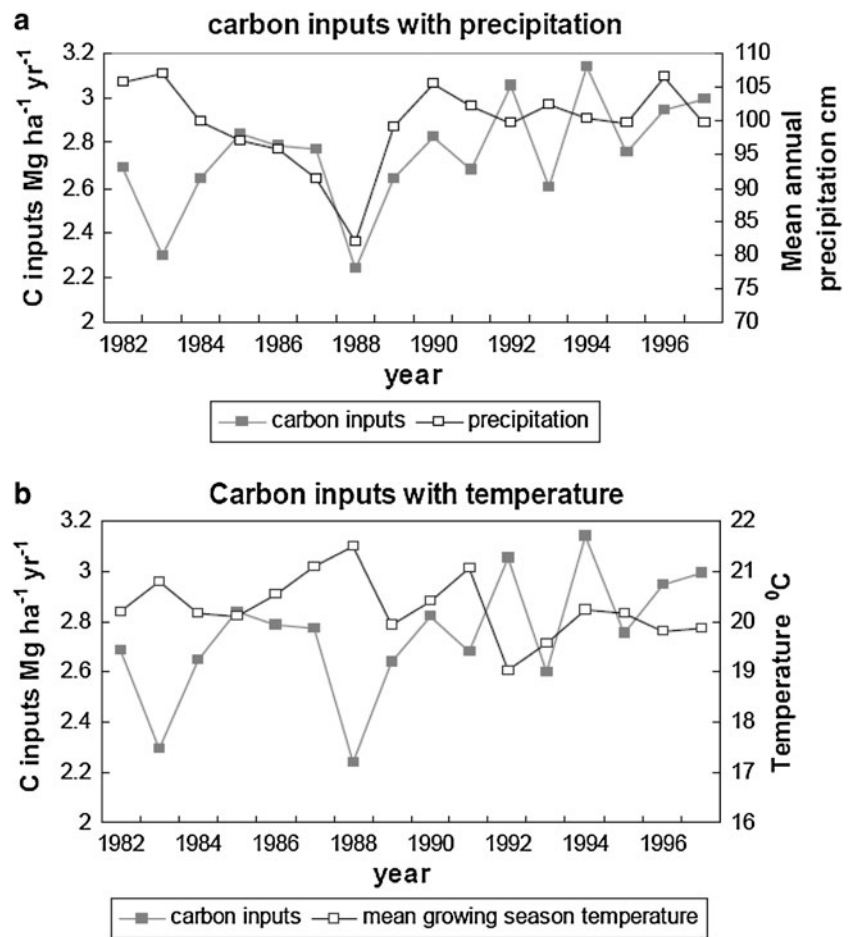 a
carbon inputs with precipitation
C inputs Mg ha⁻¹ yr⁻¹
3.2
3
2.8
2.6
2.4
2.2
2
110
105
100
95
90
85
80
75
70
Mean annual
precipitation cm
1982 1984 1986 1988 1990 1992 1994 1996
year
carbon inputs precipitation
b
Carbon inputs with temperature
C inputs Mg ha⁻¹ yr⁻¹
3.2
3
2.8
2.6
2.4
2.2
2
22
21
20
19
18
17
16
Temperature ⁰C
1982 1984 1986 1988 1990 1992 1994 1996
year
carbon inputs mean growing season temperature